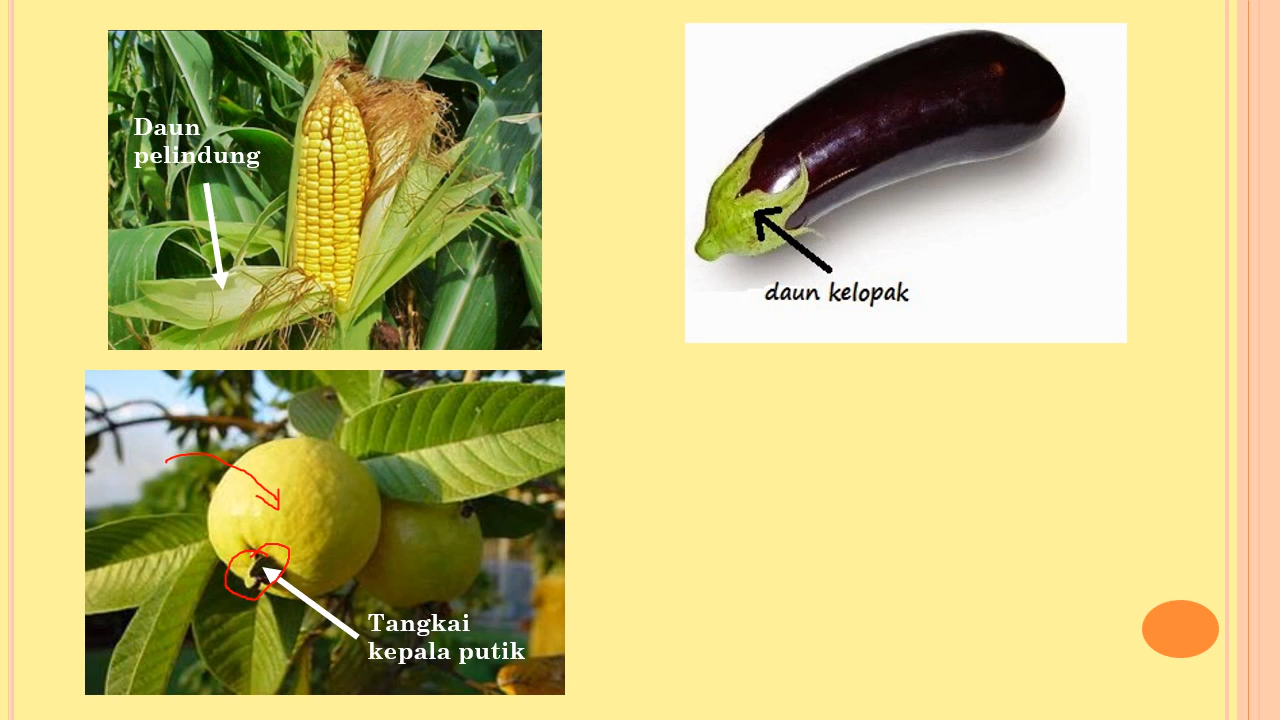 Daun
pelindung
daun kelopak
Tangkai
kepala putik